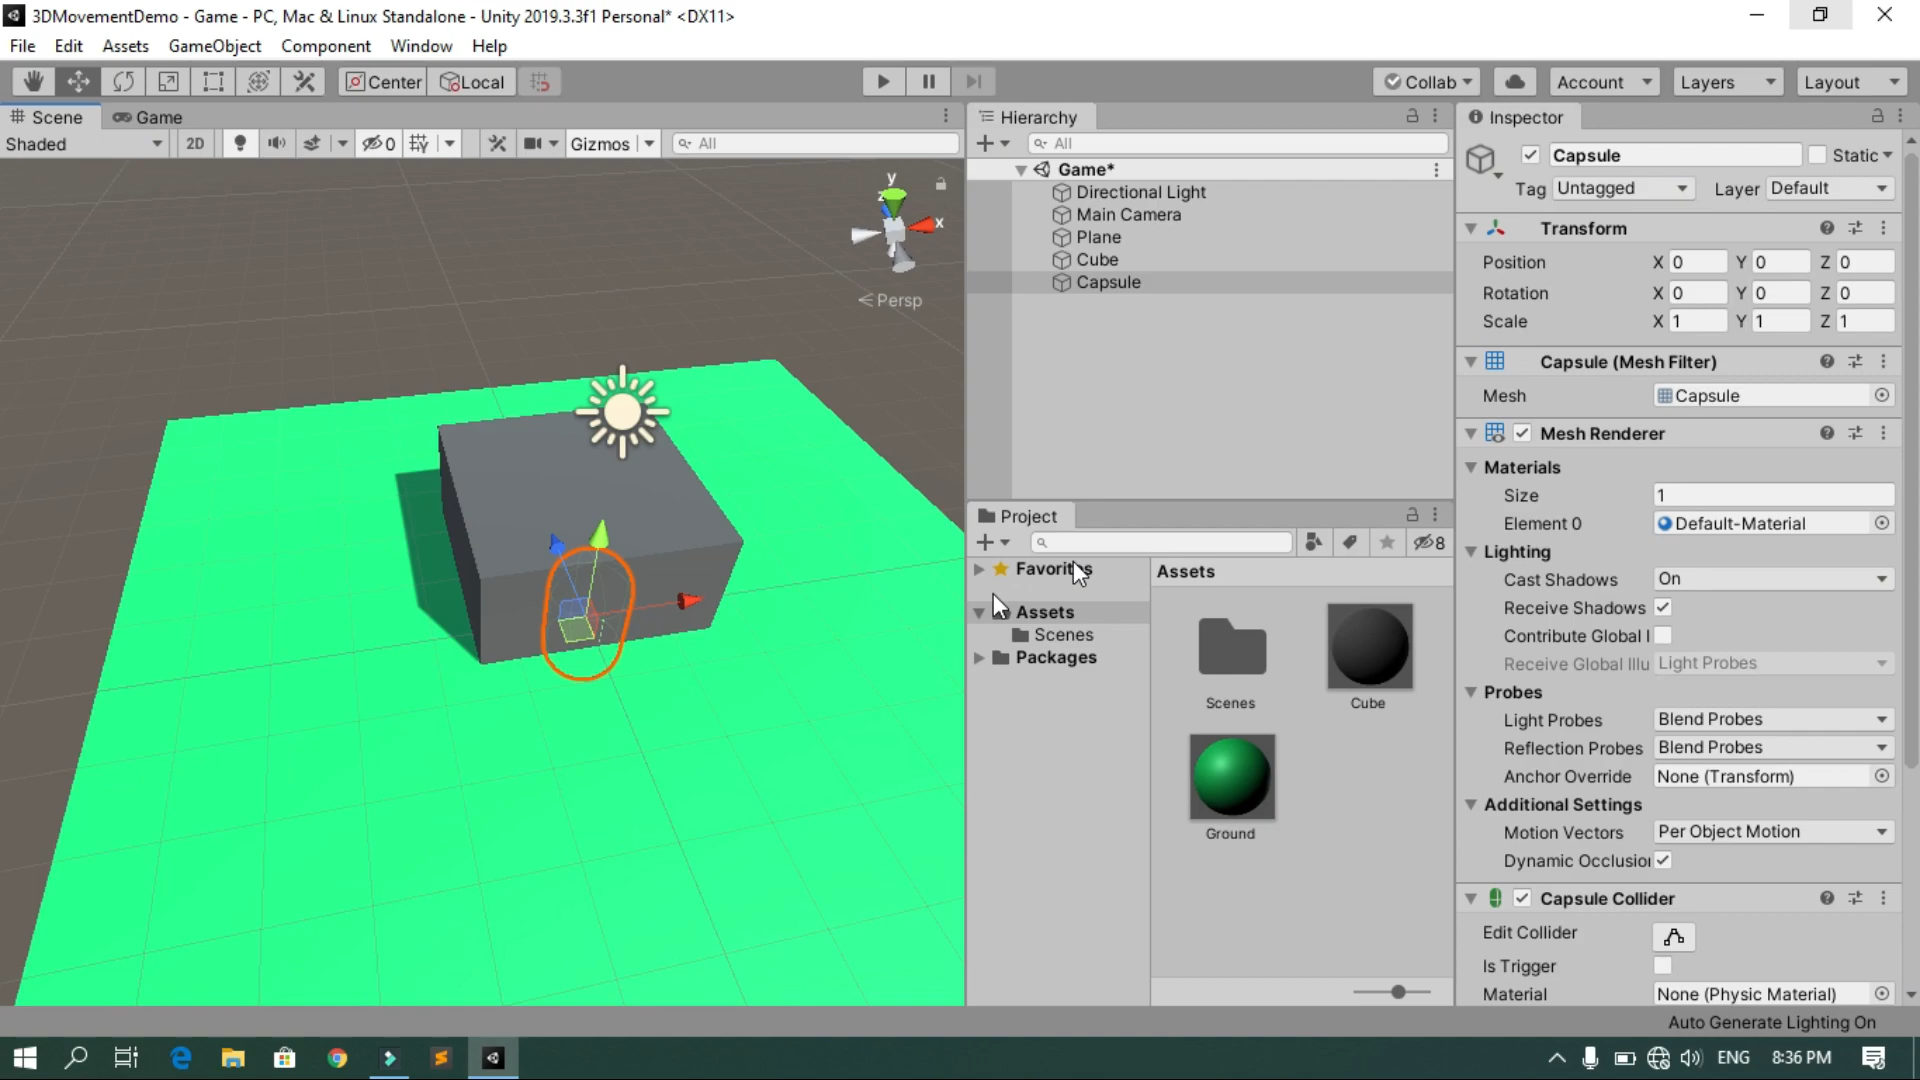 3DMovementDemo - Game - PC, Mac & Linux Standalone - Unity 2019.3.3f1 Personal* <DX11>
File Edit Assets GameObject Component Window Help
Center Local Collab Account Layers Layout
Scene Game
Shaded 2D 0 Gizmos All
y
z
x
Persp
Hierarchy
All
Game*
Directional Light
Main Camera
Plane
Cube
Capsule
Project
8
Favorites
Assets
Scenes
Packages
Assets
Scenes
Cube
Ground
Inspector
Capsule Static
Tag Untagged Layer Default
Transform
Position X 0 Y 0 Z 0
Rotation X 0 Y 0 Z 0
Scale X 1 Y 1 Z 1
Capsule (Mesh Filter)
Mesh Capsule
Mesh Renderer
Materials
Size 1
Element 0 Default-Material
Lighting
Cast Shadows On
Receive Shadows
Contribute Global I
Receive Global Illu Light Probes
Probes
Light Probes Blend Probes
Reflection Probes Blend Probes
Anchor Override None (Transform)
Additional Settings
Motion Vectors Per Object Motion
Dynamic Occlusio
Capsule Collider
Edit Collider
Is Trigger
Material None (Physic Material)
Auto Generate Lighting On
ENG 8:36 PM